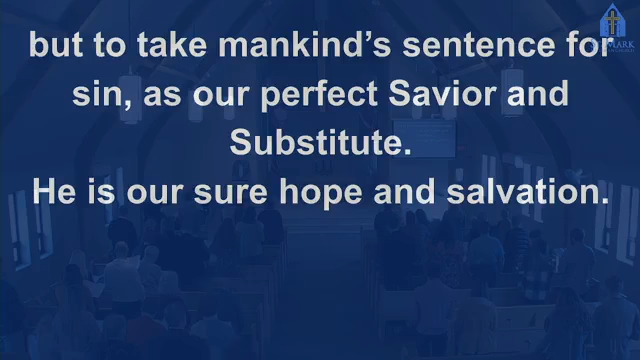 but to take mankind's sentence for
sin, as our perfect Savior and
Substitute.
He is our sure hope and salvation.
MARK